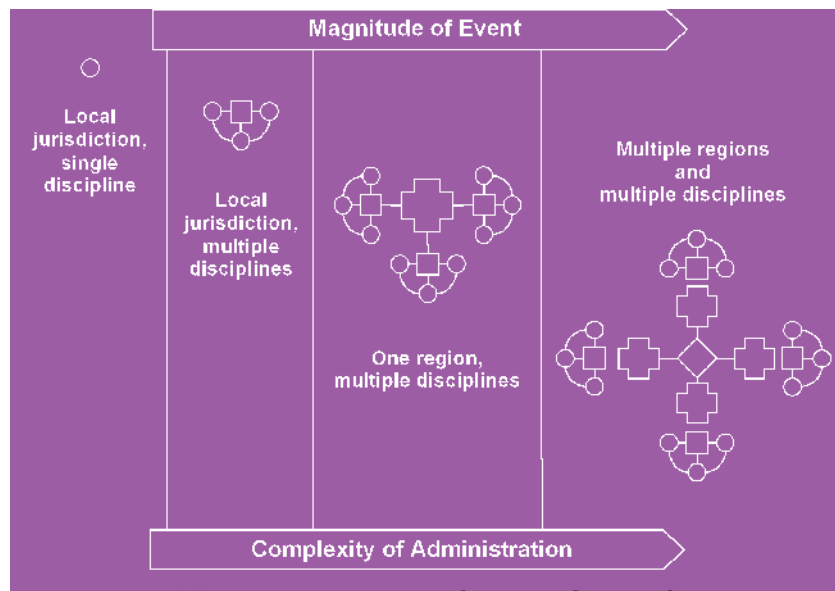 Magnitude of Event
Local
jurisdiction,
single
discipline
Local
jurisdiction,
multiple
disciplines
One region,
multiple disciplines
Multiple regions
and
multiple disciplines
Complexity of Administration